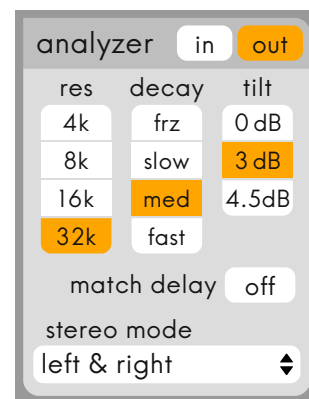 analyzer in out
res decay tilt
4k frz 0 dB
8k slow 3 dB
16k med 4.5dB
32k fast
match delay off
stereo mode
left & right